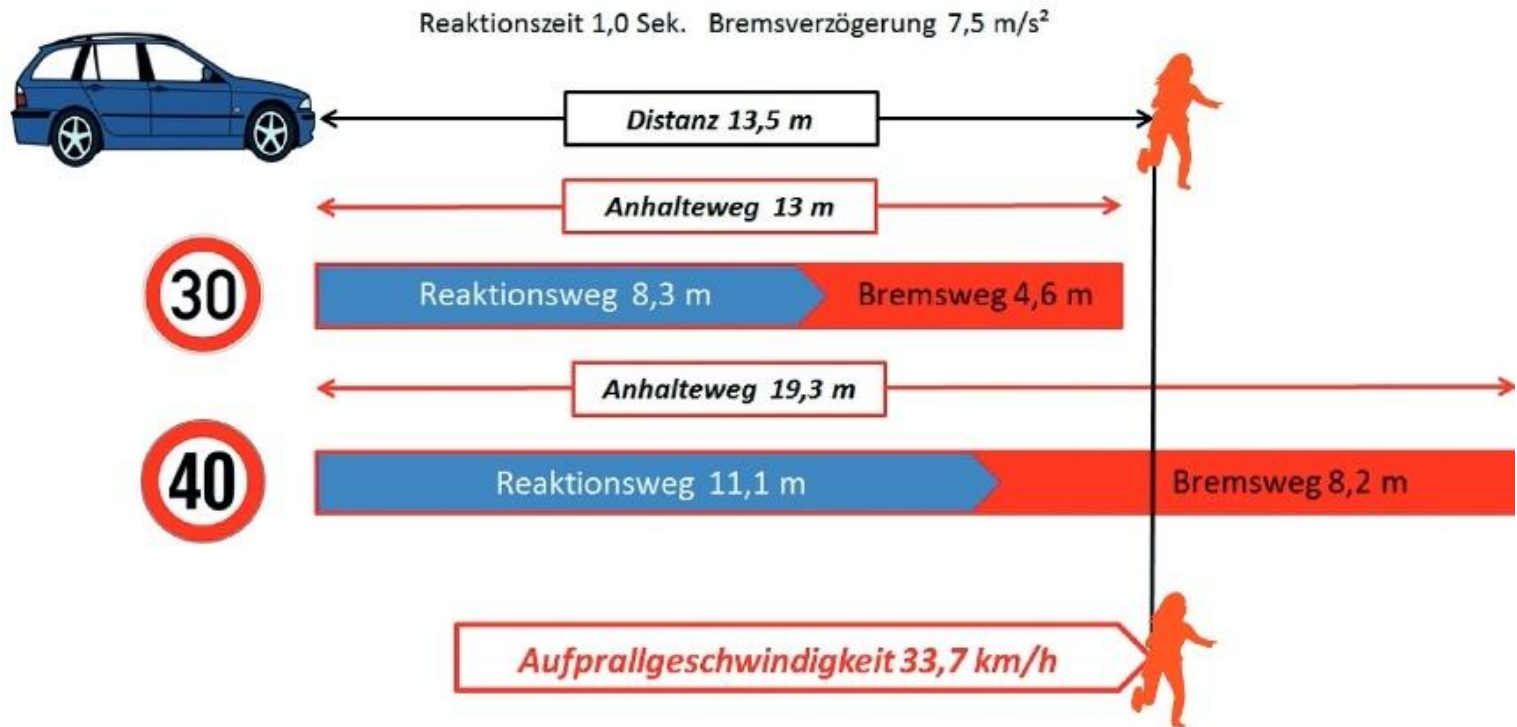 Reaktionszeit 1,0 Sek. Bremsverzögerung 7,5 m/s²
Distanz 13,5 m
Anhalteweg 13 m
30
Reaktionsweg 8,3 m
Bremsweg 4,6 m
Anhalteweg 19,3 m
40
Reaktionsweg 11,1 m
Bremsweg 8,2 m
Aufprallgeschwindigkeit 33,7 km/h